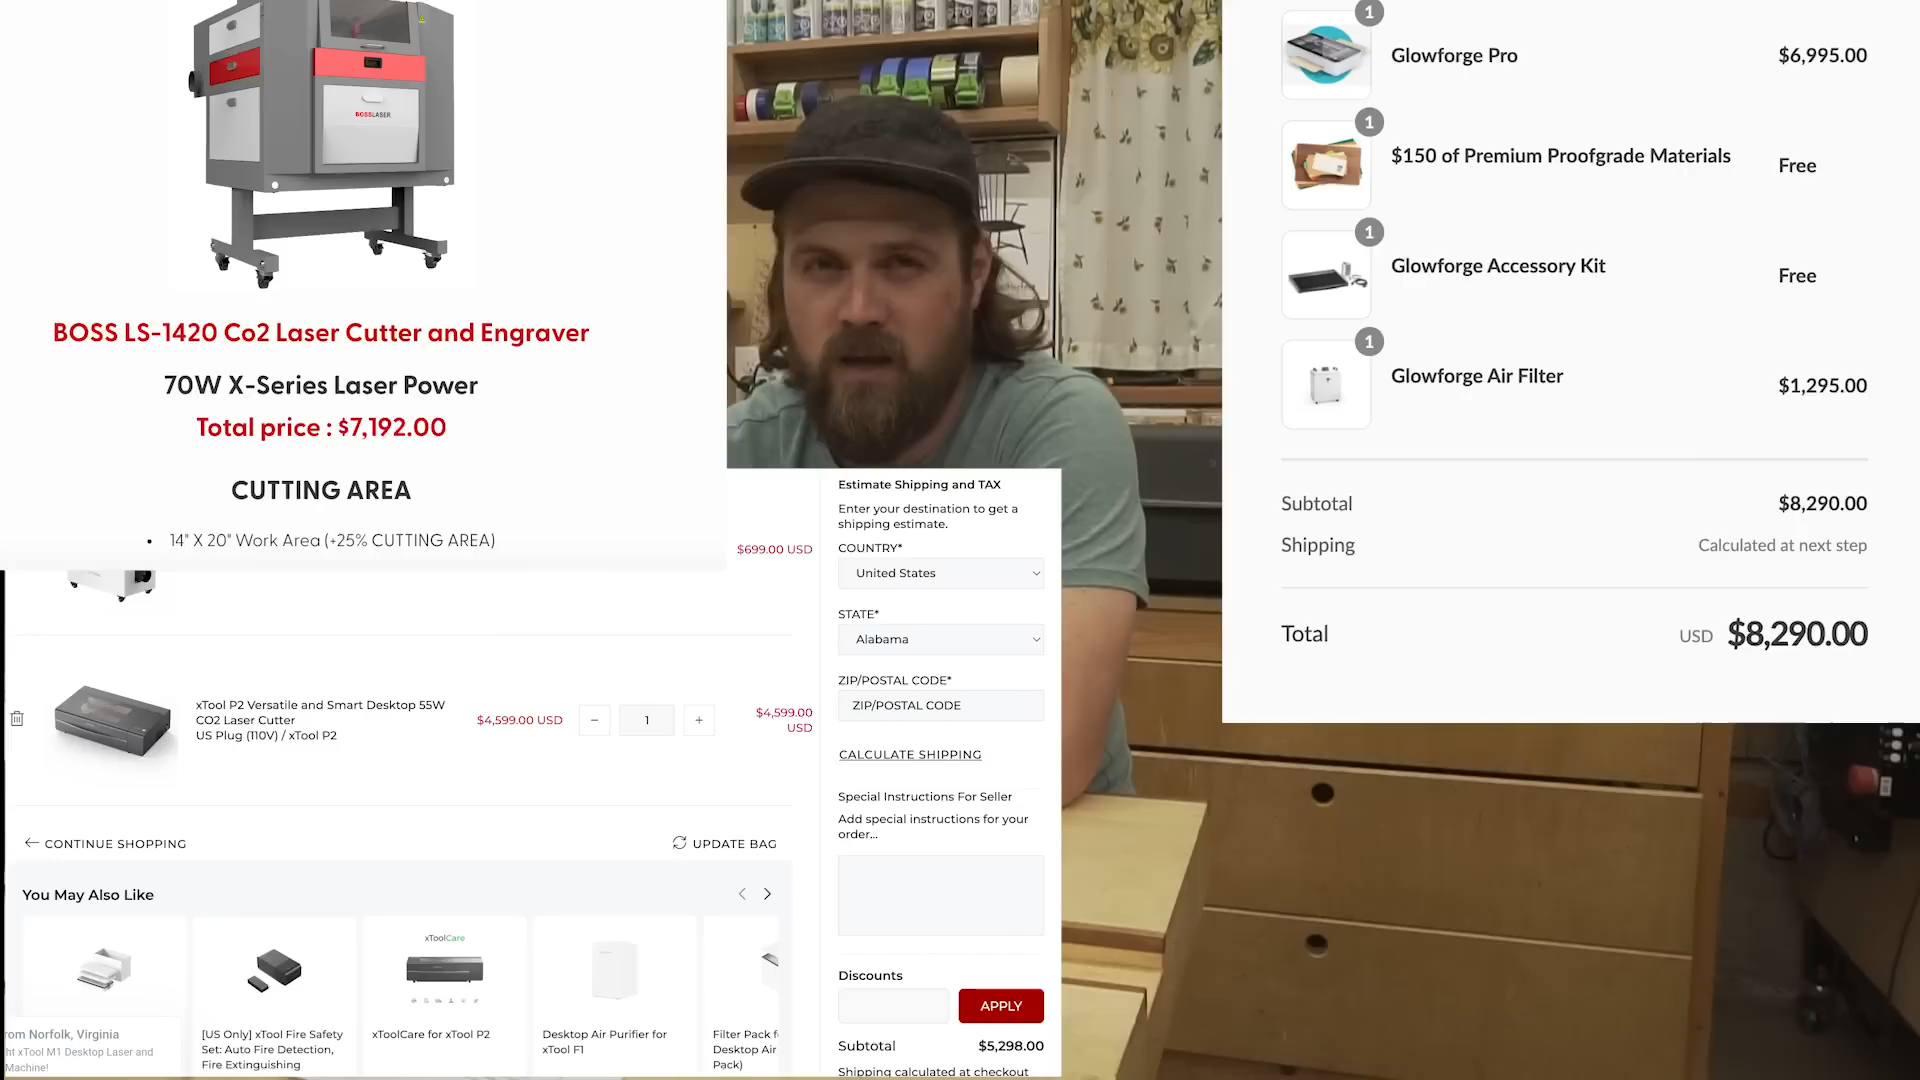 BOSSLASER
BOSS LS-1420 Co2 Laser Cutter and Engraver
70W X-Series Laser Power
Total price : $7,192.00
CUTTING AREA
• 14" X 20" Work Area (+25% CUTTING AREA)
$699.00 USD
xTool P2 Versatile and Smart Desktop 55W
CO2 Laser Cutter
US Plug (110V) / xTool P2
$4,599.00 USD
−
1
+
$4,599.00
USD
CONTINUE SHOPPING
UPDATE BAG
You May Also Like
xToolCare
rom Norfolk, Virginia
ht xTool M1 Desktop Laser and
Machine!
[US Only] xTool Fire Safety
Set: Auto Fire Detection,
Fire Extinguishing
xToolCare for xTool P2
Desktop Air Purifier for
xTool F1
Filter Pack f
Desktop Air
Pack)
Estimate Shipping and TAX
Enter your destination to get a
shipping estimate.
COUNTRY*
United States
STATE*
Alabama
ZIP/POSTAL CODE*
ZIP/POSTAL CODE
CALCULATE SHIPPING
Special Instructions For Seller
Add special instructions for your
order...
Discounts
APPLY
Subtotal
$5,298.00
Shipping calculated at checkout
1
Glowforge Pro
$6,995.00
1
$150 of Premium Proofgrade Materials
Free
1
Glowforge Accessory Kit
Free
1
Glowforge Air Filter
$1,295.00
Subtotal
$8,290.00
Shipping
Calculated at next step
Total
USD $8,290.00